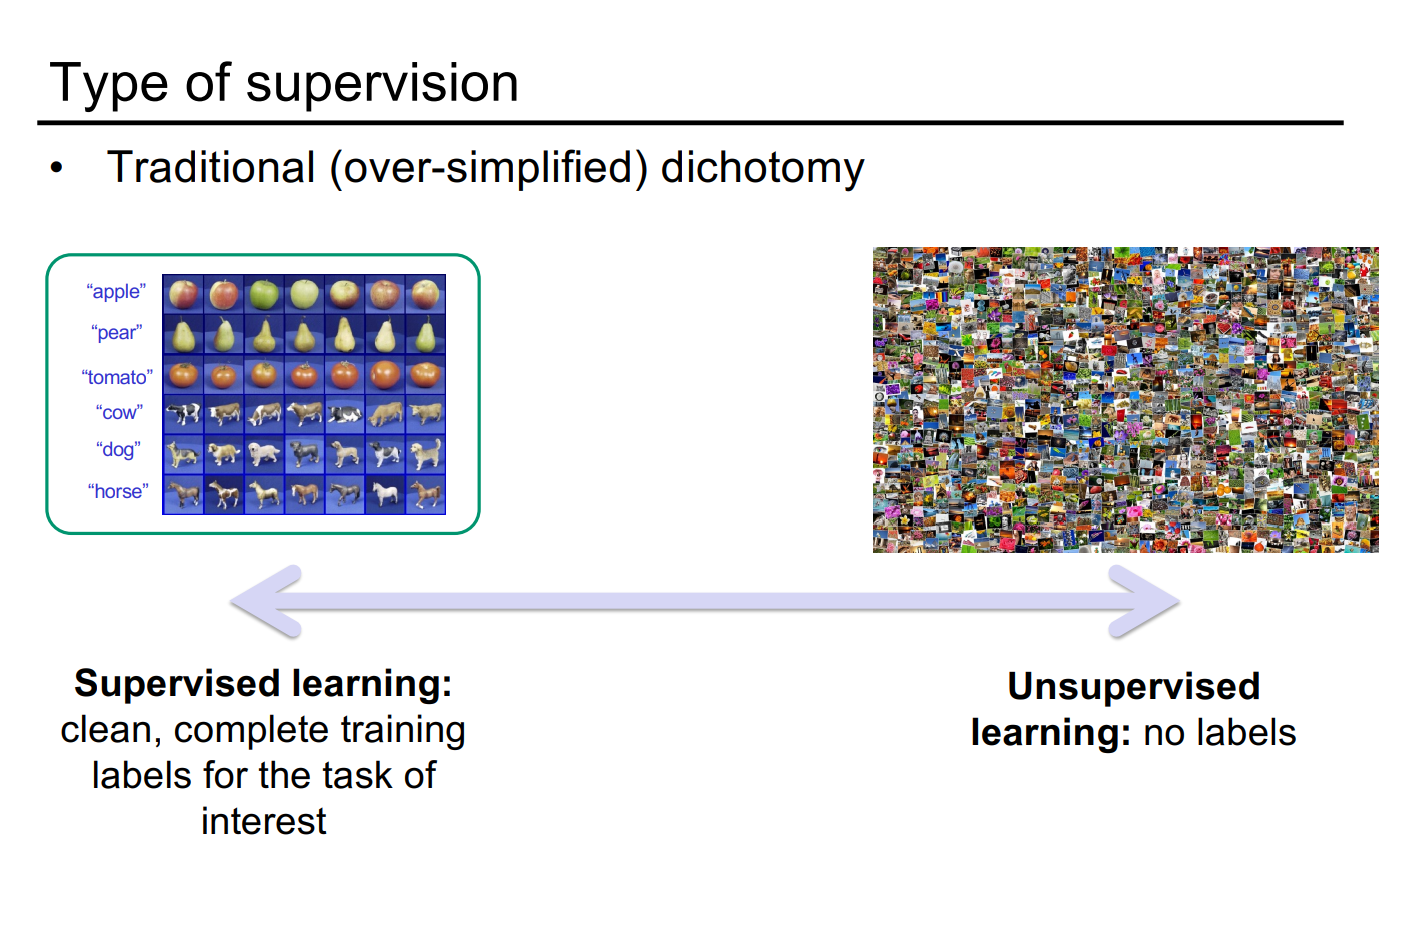 Type of supervision
• Traditional (over-simplified) dichotomy
“apple”
“pear”
“tomato”
“cow”
“dog”
“horse”
Supervised learning:
clean, complete training
labels for the task of
interest
Unsupervised
learning: no labels